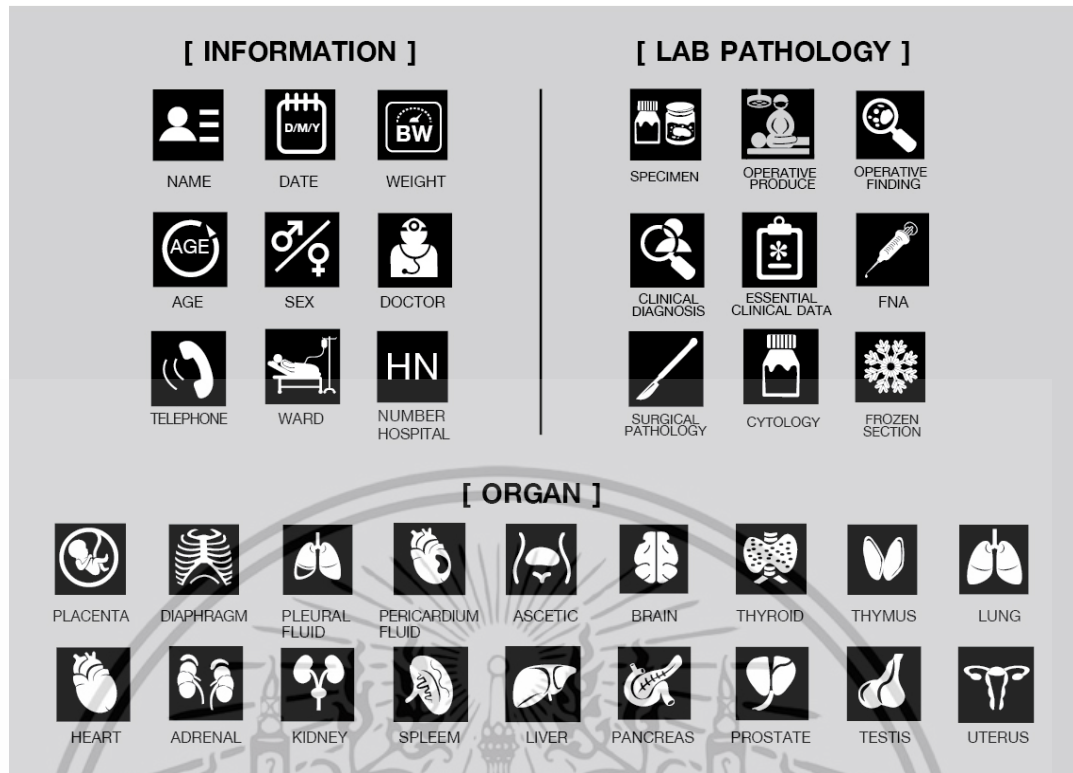 [ INFORMATION ]
[ LAB PATHOLOGY ]
D/M/Y
BW
NAME
DATE
WEIGHT
SPECIMEN
OPERATIVE
PRODUCE
OPERATIVE
FINDING
AGE
AGE
SEX
DOCTOR
CLINICAL
DIAGNOSIS
ESSENTIAL
CLINICAL DATA
FNA
HN
TELEPHONE
WARD
NUMBER
HOSPITAL
SURGICAL
PATHOLOGY
CYTOLOGY
FROZEN
SECTION
[ ORGAN ]
PLACENTA
DIAPHRAGM
PLEURAL
FLUID
PERICARDIUM
FLUID
ASCETIC
BRAIN
THYROID
THYMUS
LUNG
HEART
ADRENAL
KIDNEY
SPLEEM
LIVER
PANCREAS
PROSTATE
TESTIS
UTERUS